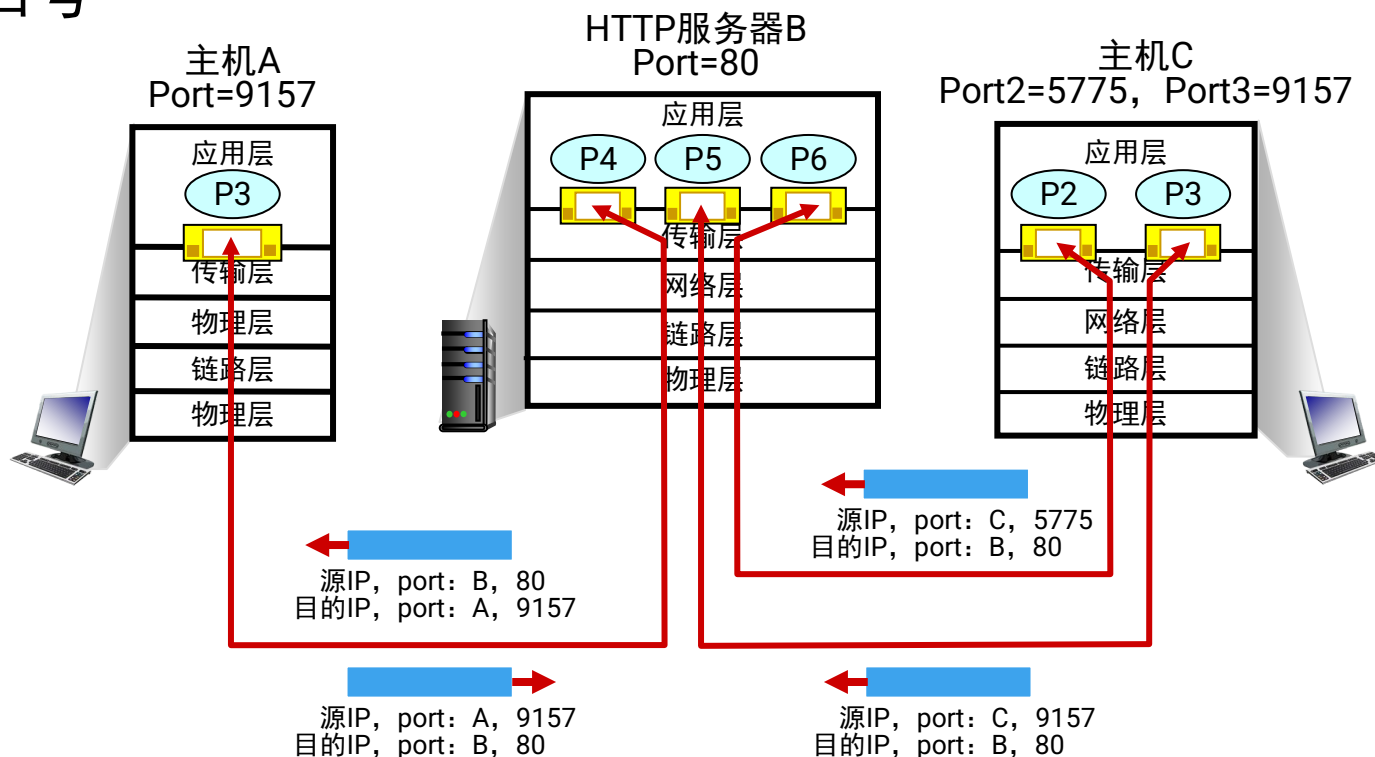 主机A
Port=9157
应用层
P3
传输层
物理层
链路层
物理层
HTTP服务器B
Port=80
应用层
P4 P5 P6
传输层
网络层
链路层
物理层
主机C
Port2=5775，Port3=9157
应用层
P2 P3
传输层
网络层
链路层
物理层
源IP，port：B，80
目的IP，port：A，9157
源IP，port：C，5775
目的IP，port：B，80
源IP，port：A，9157
目的IP，port：B，80
源IP，port：C，9157
目的IP，port：B，80